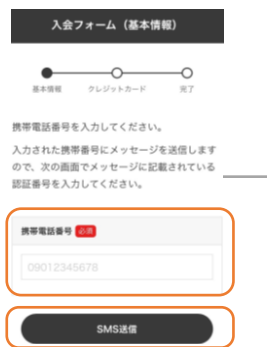 入会フォーム（基本情報）
基本情報 クレジットカード 完了
携帯電話番号を入力してください。
入力された携帯番号にメッセージを送信します
ので、次の画面でメッセージに記載されている
認証番号を入力してください。
携帯電話番号 必須
09012345678
SMS送信